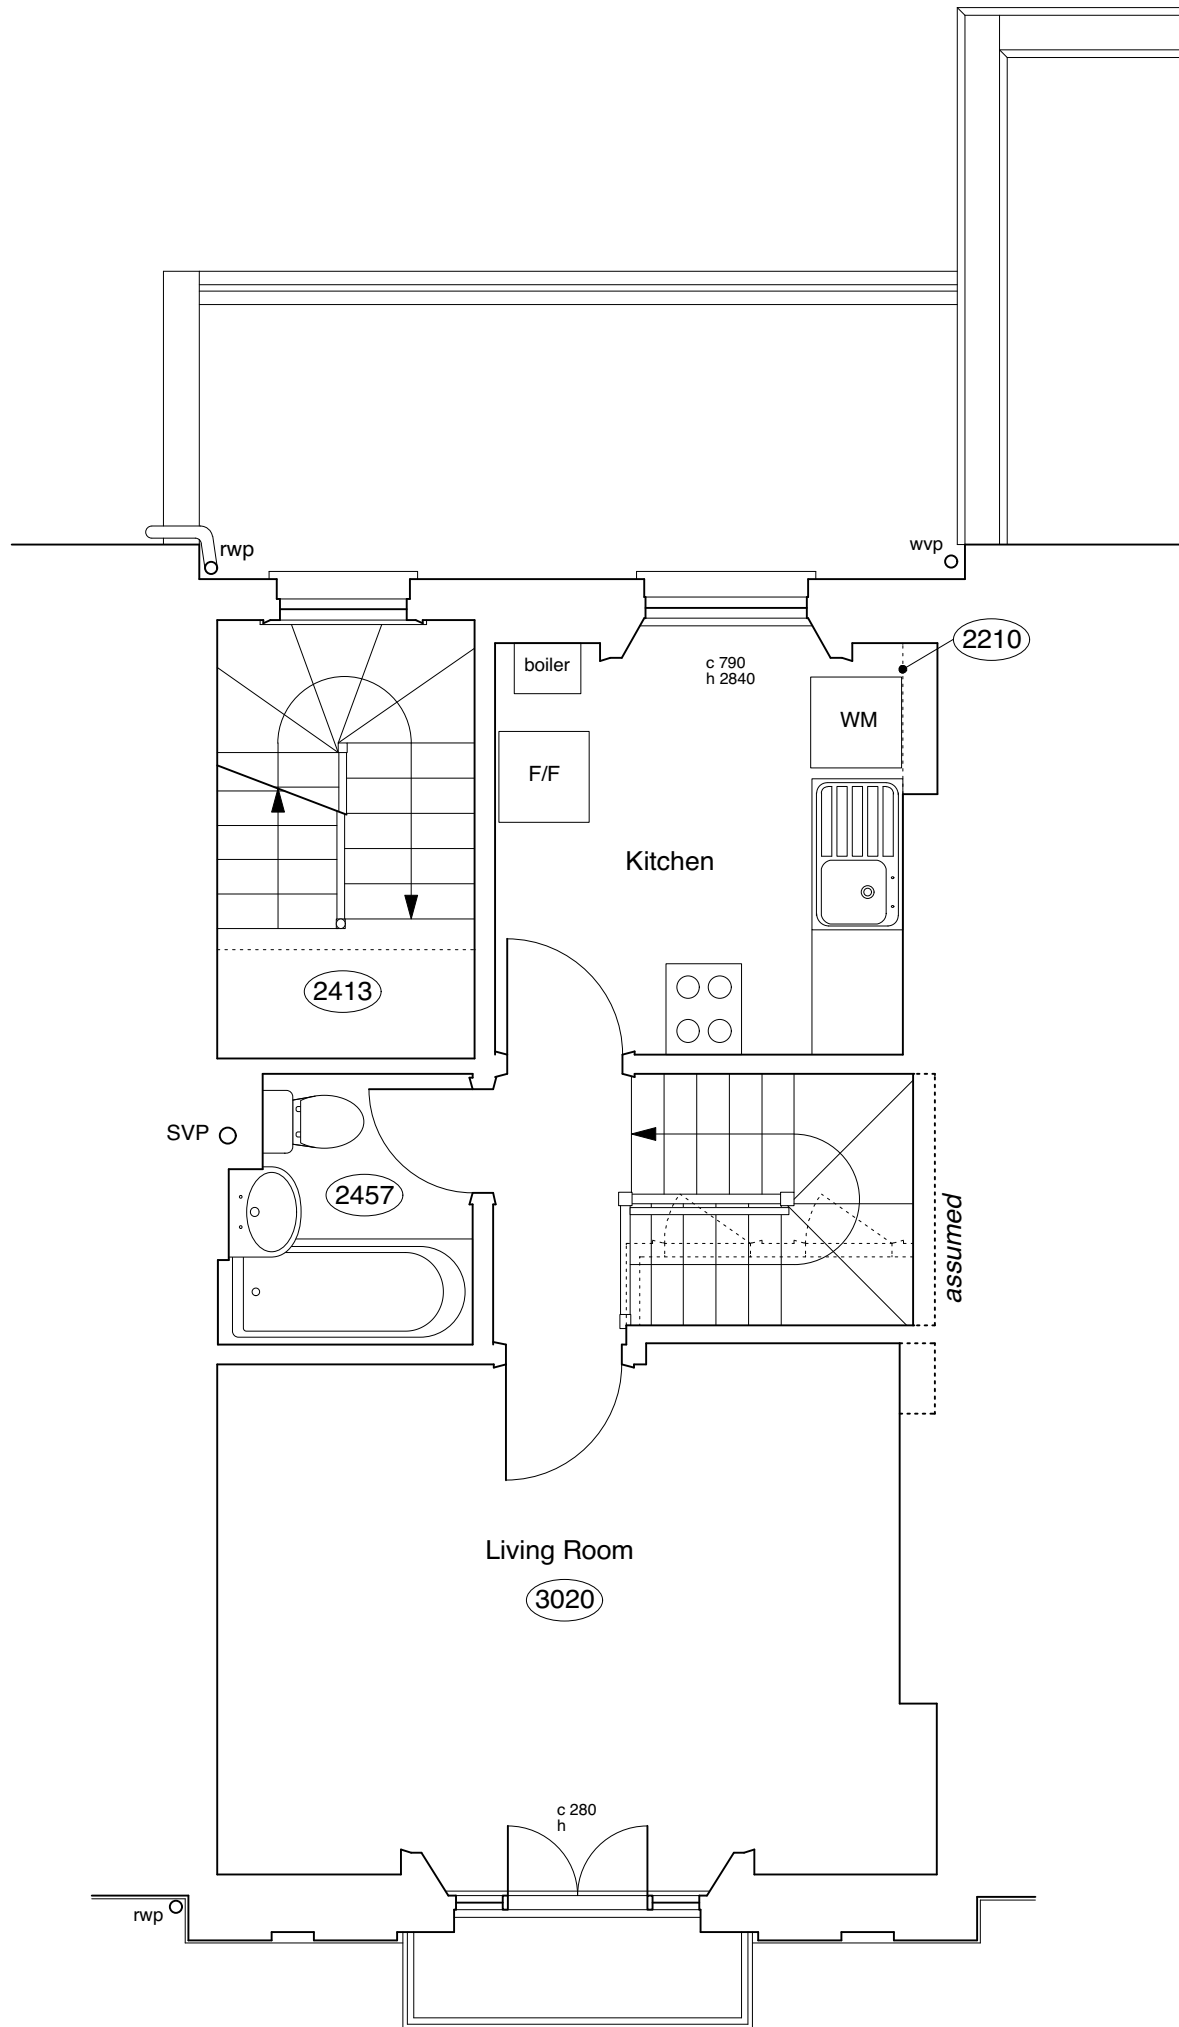 rwp
wvp
2210
boiler
c 790
h 2840
WM
F/F
Kitchen
2413
SVP
2457
assumed
Living Room
3020
c 280
h
rwp